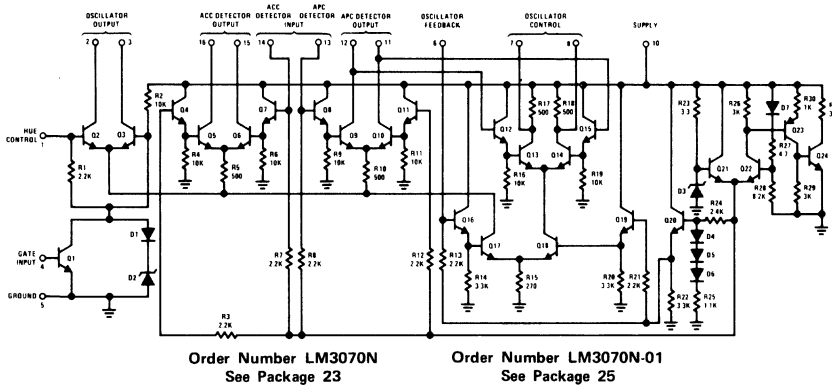 OSCILLATOR OUTPUT
ACC DETECTOR OUTPUT
ACC DETECTOR INPUT
APC DETECTOR
APC DETECTOR OUTPUT
OSCILLATOR FEEDBACK
OSCILLATOR CONTROL
SUPPLY
2 3 16 15 14 13 12 11 6 7 8 10
R2 10K
Q4
Q7
Q8
Q11
R17 500
R18 500
Q12
Q15
R23
R26 3K
D7
R30 1K
HUE CONTROL 1
Q2 Q3
Q5 Q6
Q9 Q10
Q13 Q14
Q21 Q22
R27 4.7
Q23
Q24
R1 2.2K
R4 10K
R5 500
R6 10K
R9 10K
R10 500
R11 10K
R16 10K
R19 10K
D3
R28 8.2K
R29 3K
Q16
Q19
Q20
R24 2.4K
GATE INPUT 4
Q1
D1
D2
R7 2.2K
R8 2.2K
R12 2.2K
R13 2.2K
Q17 Q18
D4
D5
D6
R14 3.3K
R15 270
R20 3.3K
R21 2.2K
R22 3.3K
R25 1.1K
GROUND 5
R3 2.2K
Order Number LM3070N
See Package 23
Order Number LM3070N-01
See Package 25